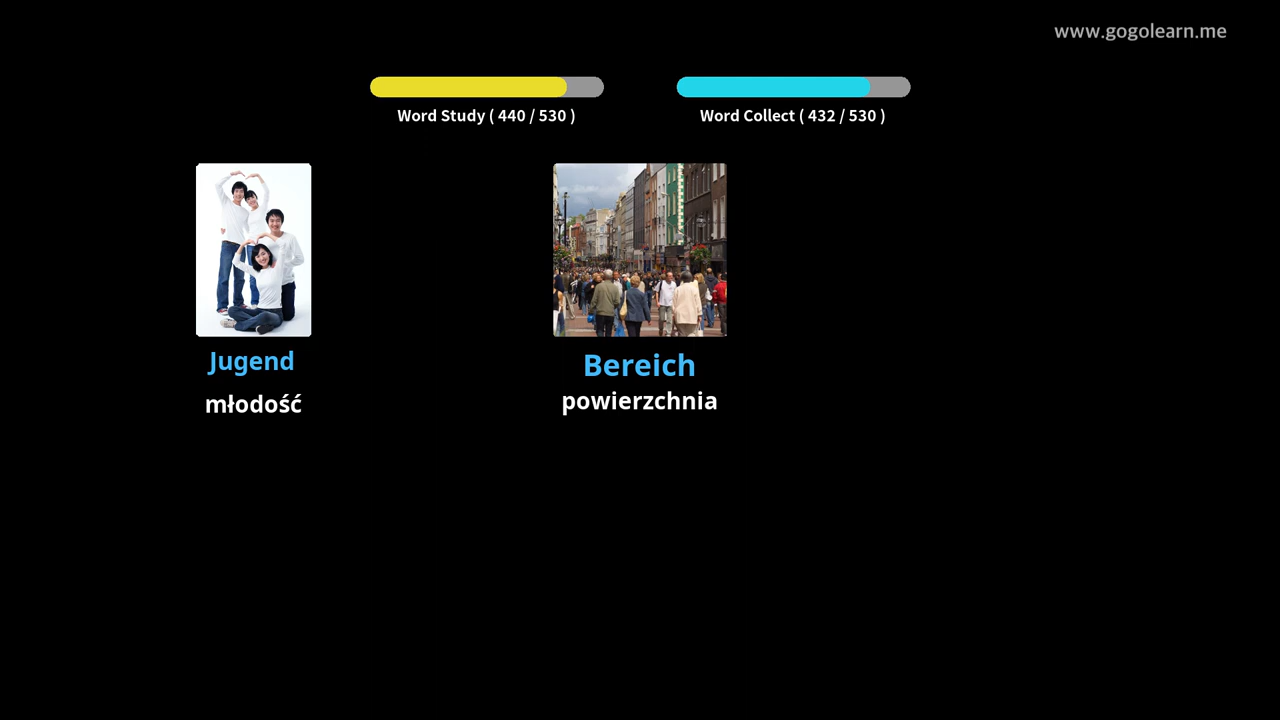 www.gogolearn.me
Word Study ( 440 / 530 )
Word Collect ( 432 / 530 )
Jugend
młodość
Bereich
powierzchnia